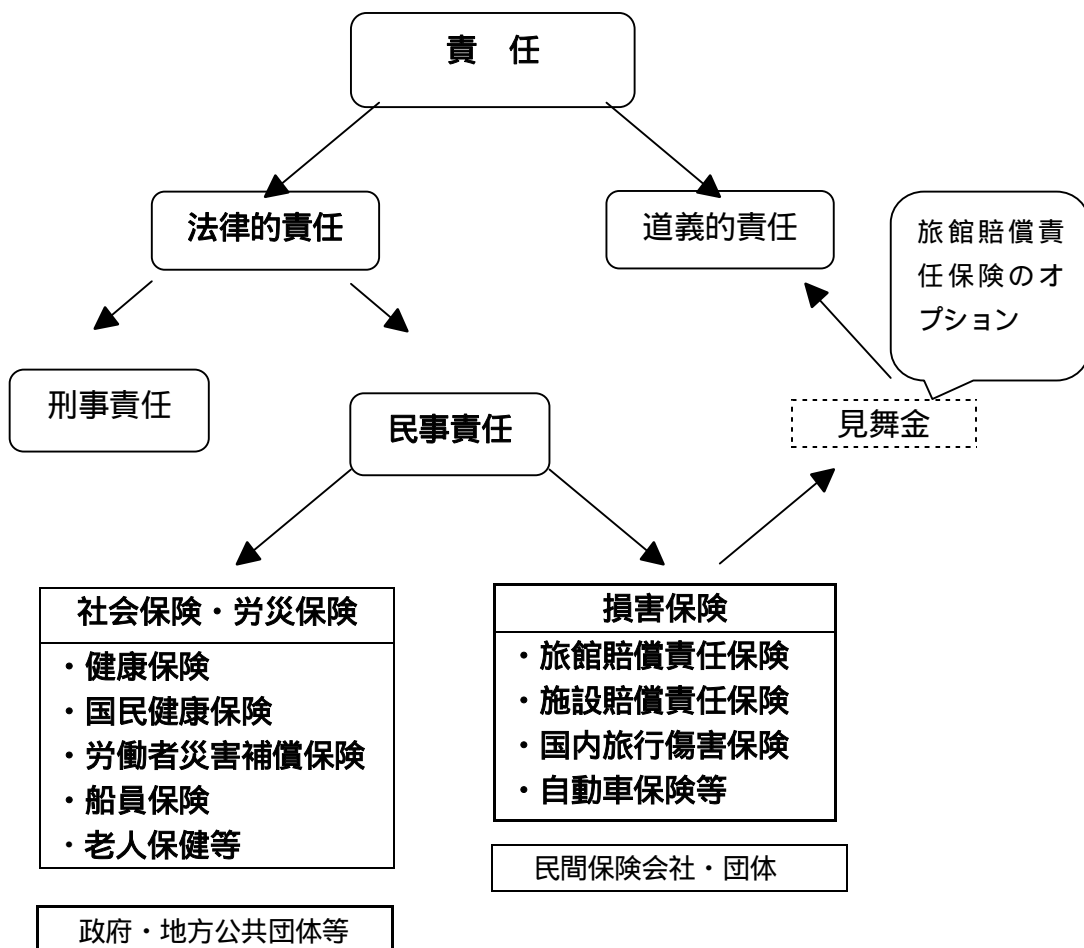 責　任
法律的責任
道義的責任
旅館賠償責
任保険のオ
プション
刑事責任
民事責任
見舞金
社会保険・労災保険
・健康保険
・国民健康保険
・労働者災害補償保険
・船員保険
・老人保健等
損害保険
・旅館賠償責任保険
・施設賠償責任保険
・国内旅行傷害保険
・自動車保険等
民間保険会社・団体
政府・地方公共団体等